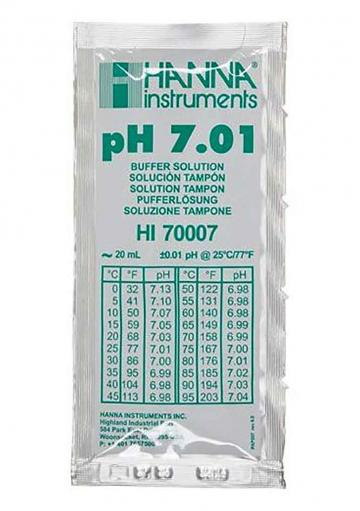 HANNA®
instruments
pH 7.01
BUFFER SOLUTION
SOLUCIÓN TAMPÓN
SOLUTION TAMPON
PUFFERLÖSUNG
SOLUZIONE TAMPONE
HI 70007
~ 20 mL ±0.01 pH @ 25°C/77°F
°C °F pH °C °F pH
0 32 7.13 50 122 6.98
5 41 7.10 55 131 6.98
10 50 7.07 60 140 6.98
15 59 7.05 65 149 6.99
20 68 7.03 70 158 6.99
25 77 7.01 75 167 7.00
30 86 7.00 80 176 7.01
35 95 6.99 85 185 7.02
40 104 6.98 90 194 7.03
45 113 6.98 95 203 7.04
HANNA INSTRUMENTS INC.
Highland Industrial
584 Park East